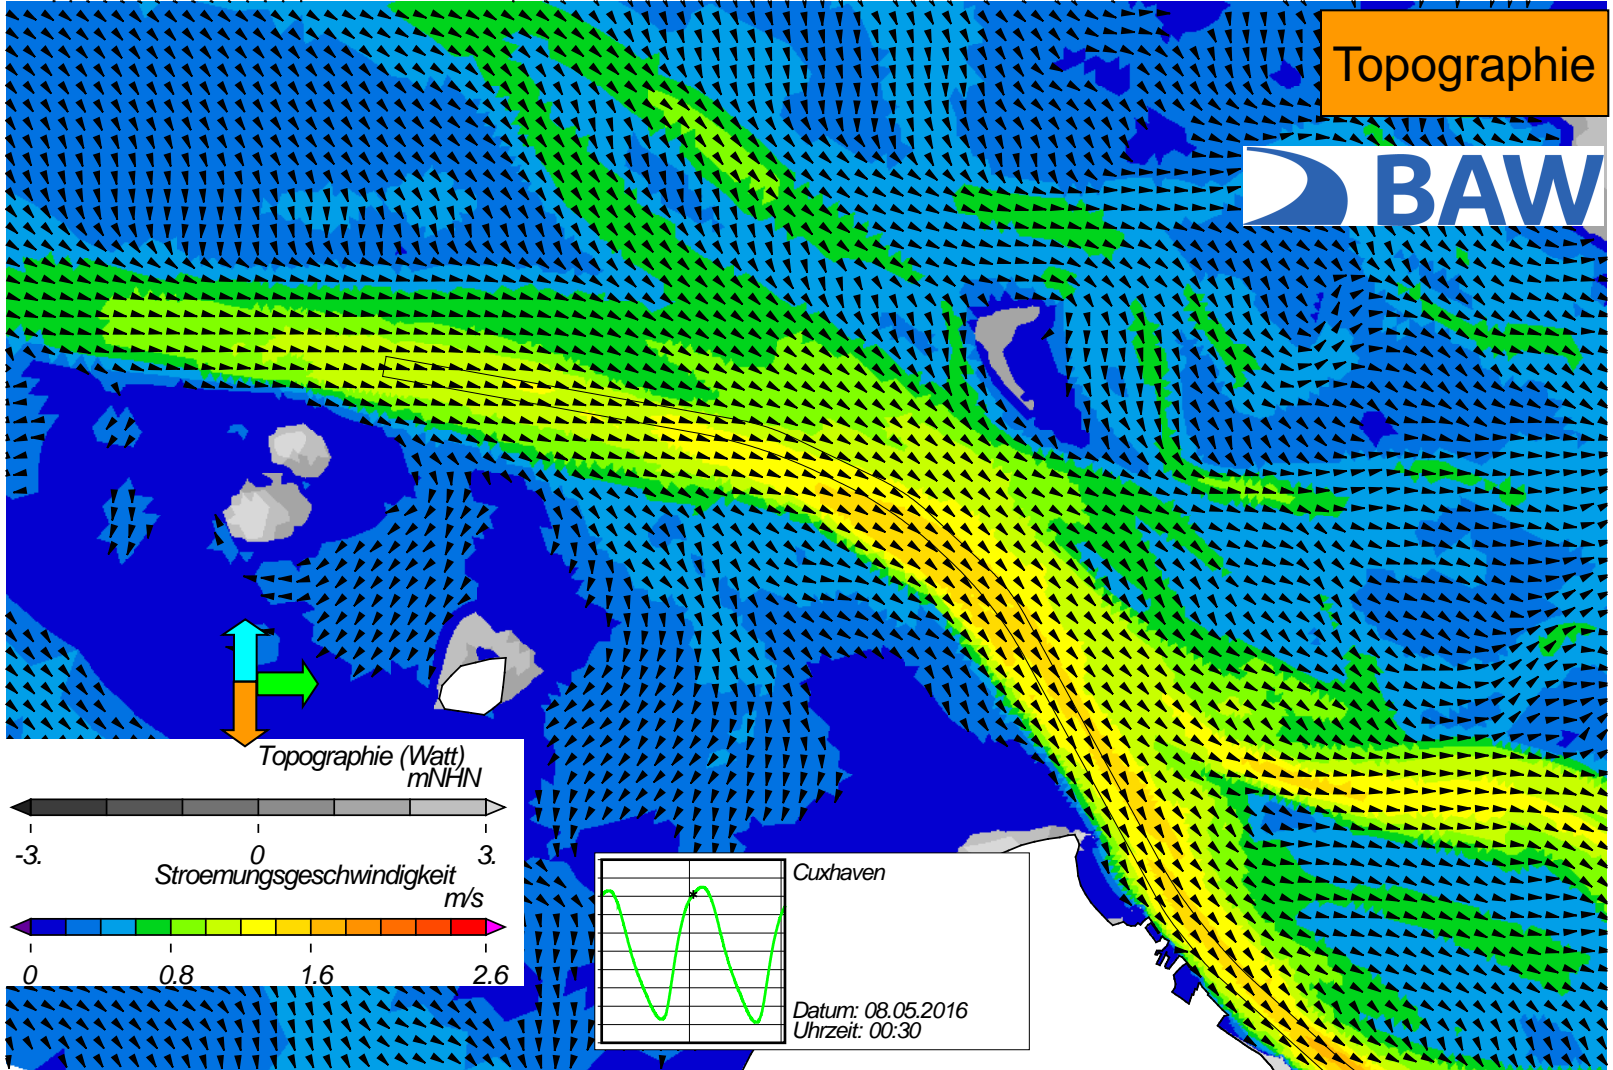 Topographie
BAW
Topographie (Watt)
mNHN
-3. 0 3.
Stroemungsgeschwindigkeit
m/s
0 0.8 1.6 2.6
Cuxhaven
Datum: 08.05.2016
Uhrzeit: 00:30